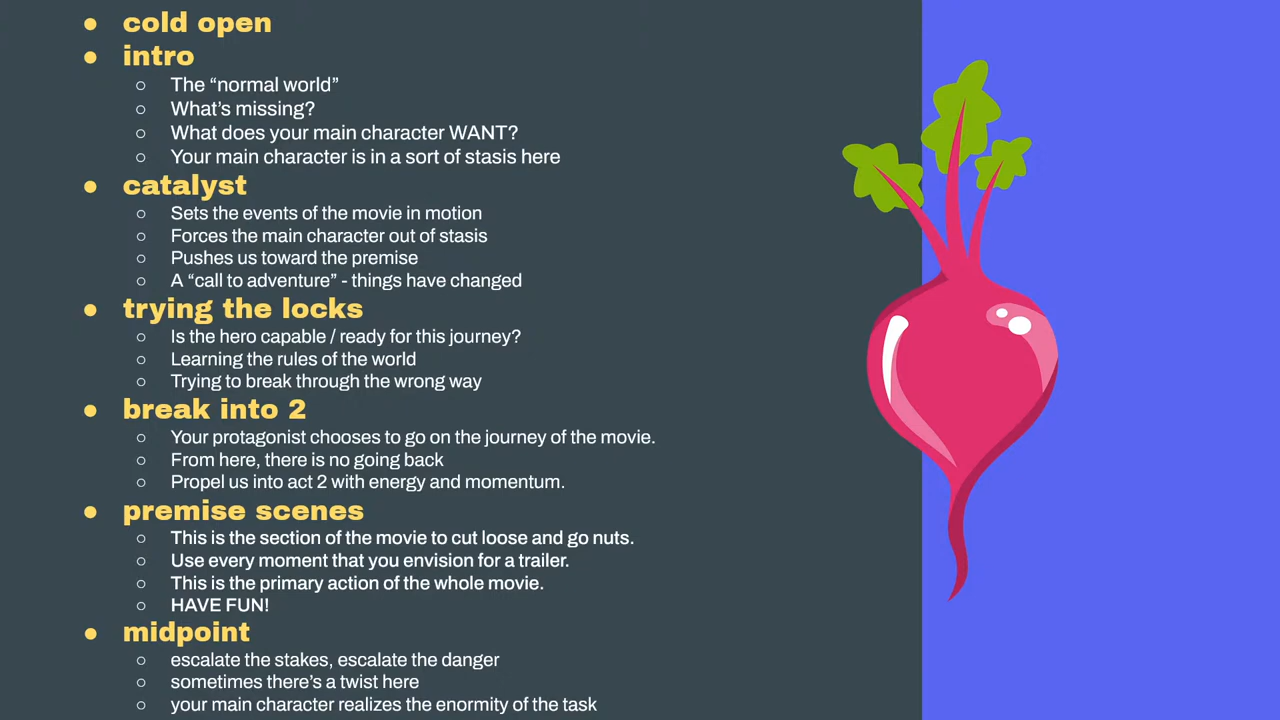 cold open
intro
The “normal world”
What’s missing?
What does your main character WANT?
Your main character is in a sort of stasis here
catalyst
Sets the events of the movie in motion
Forces the main character out of stasis
Pushes us toward the premise
A “call to adventure” - things have changed
trying the locks
Is the hero capable / ready for this journey?
Learning the rules of the world
Trying to break through the wrong way
break into 2
Your protagonist chooses to go on the journey of the movie.
From here, there is no going back
Propel us into act 2 with energy and momentum.
premise scenes
This is the section of the movie to cut loose and go nuts.
Use every moment that you envision for a trailer.
This is the primary action of the whole movie.
HAVE FUN!
midpoint
escalate the stakes, escalate the danger
sometimes there’s a twist here
your main character realizes the enormity of the task